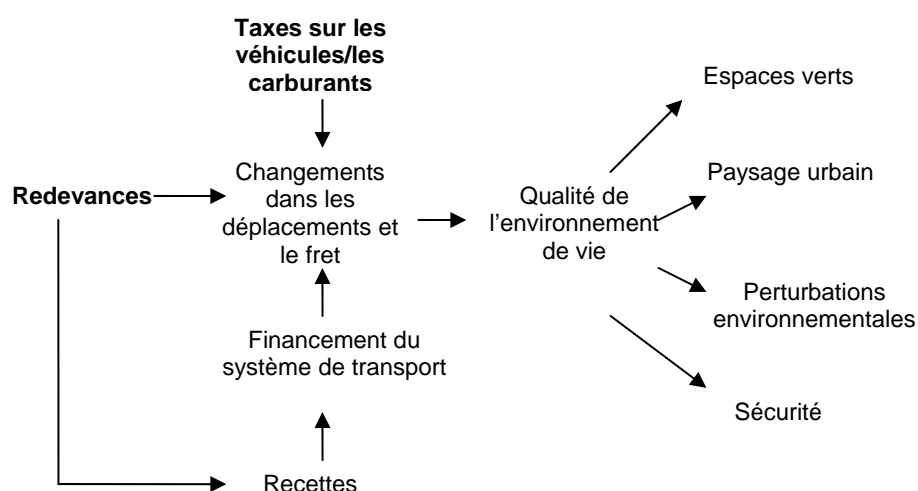 Taxes sur les
véhicules/les
carburants
Espaces verts
Redevances
Changements
dans les
déplacements et
le fret
Qualité de
l'environnement
de vie
Paysage urbain
Perturbations
environnementales
Financement du
système de transport
Sécurité
Recettes